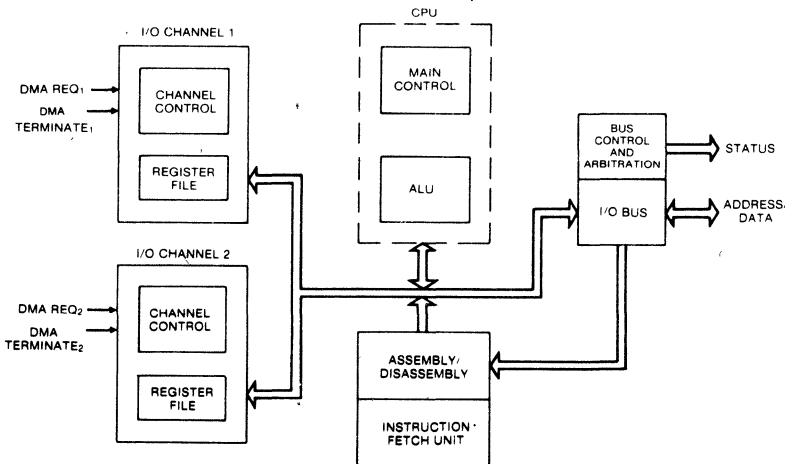 CPU
I/O CHANNEL 1
DMA REQ₁
DMA
TERMINATE₁
CHANNEL
CONTROL
REGISTER
FILE
MAIN
CONTROL
ALU
BUS
CONTROL
AND
ARBITRATION
STATUS
I/O BUS
ADDRESS/
DATA
I/O CHANNEL 2
DMA REQ₂
DMA
TERMINATE₂
CHANNEL
CONTROL
REGISTER
FILE
ASSEMBLY/
DISASSEMBLY
INSTRUCTION
FETCH UNIT